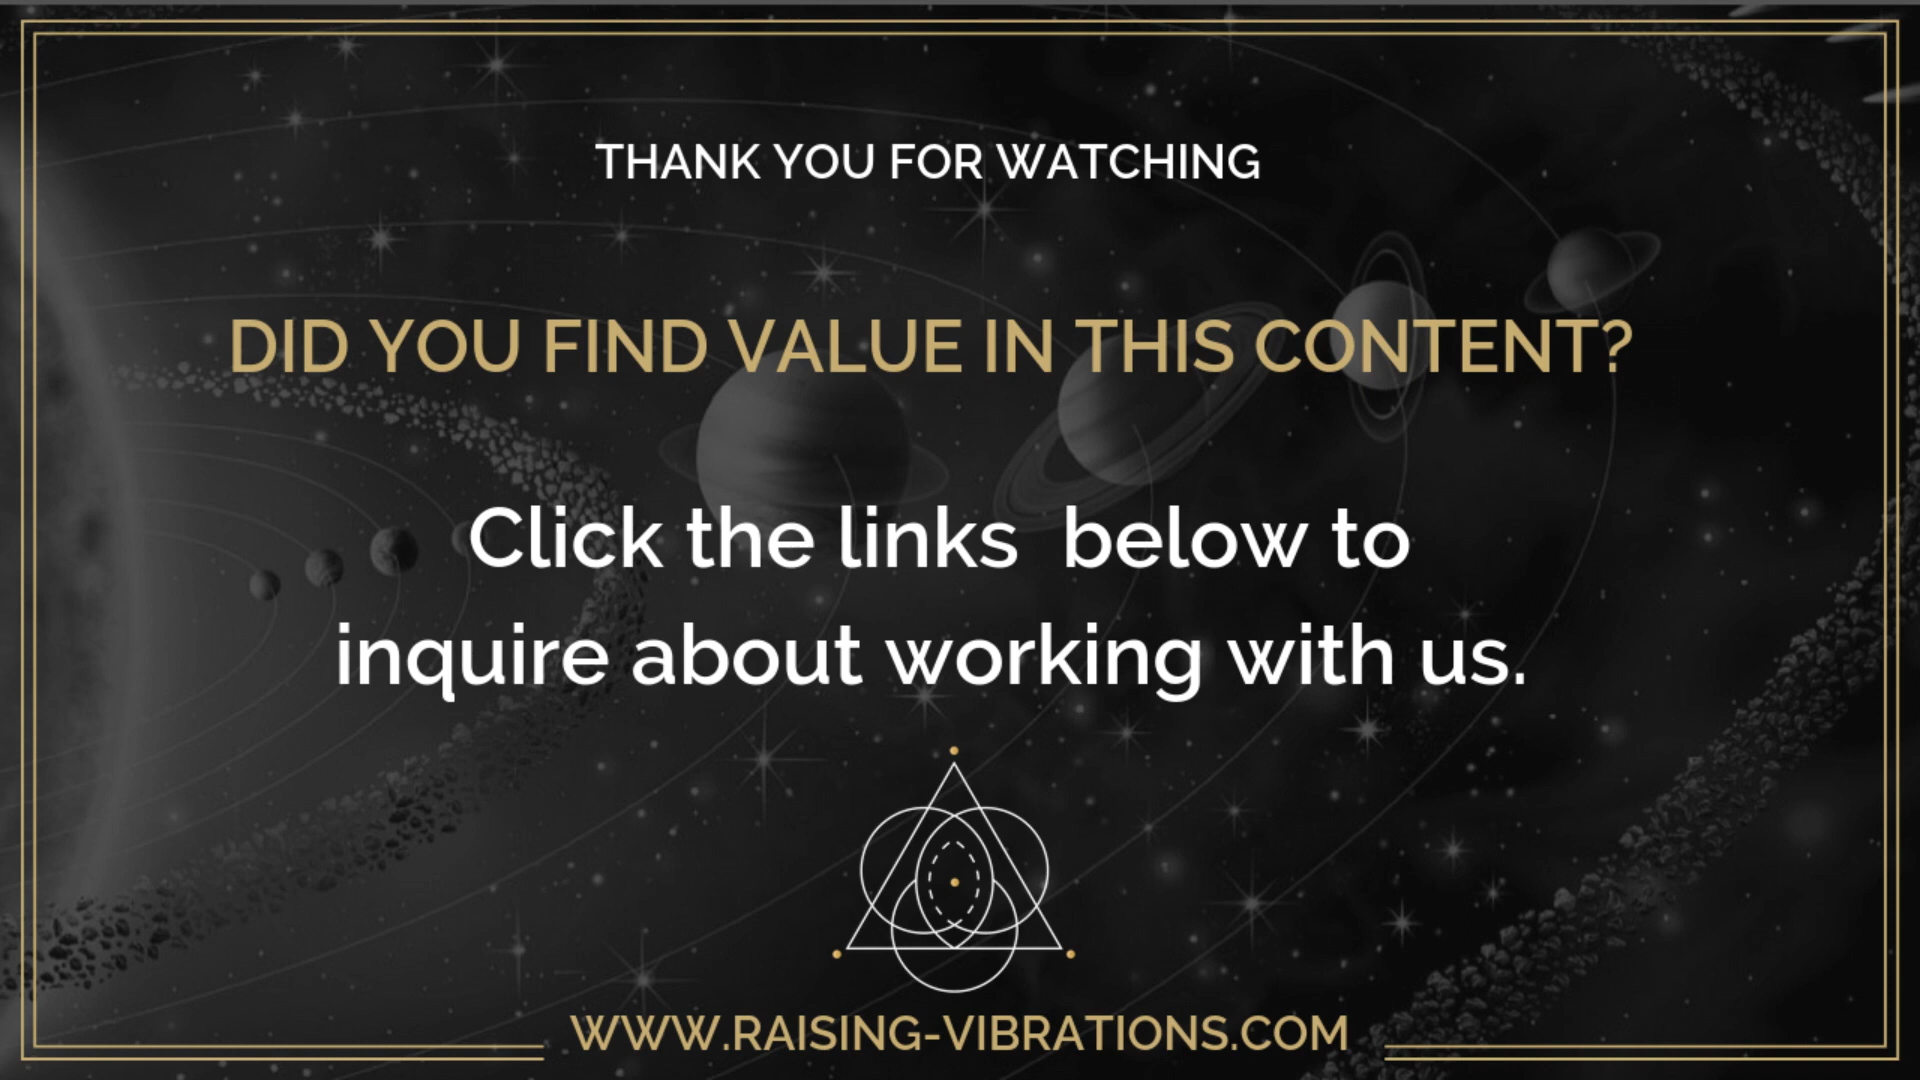 THANK YOU FOR WATCHING
DID YOU FIND VALUE IN THIS CONTENT?
Click the links  below to
inquire about working with us.
WWW.RAISING-VIBRATIONS.COM